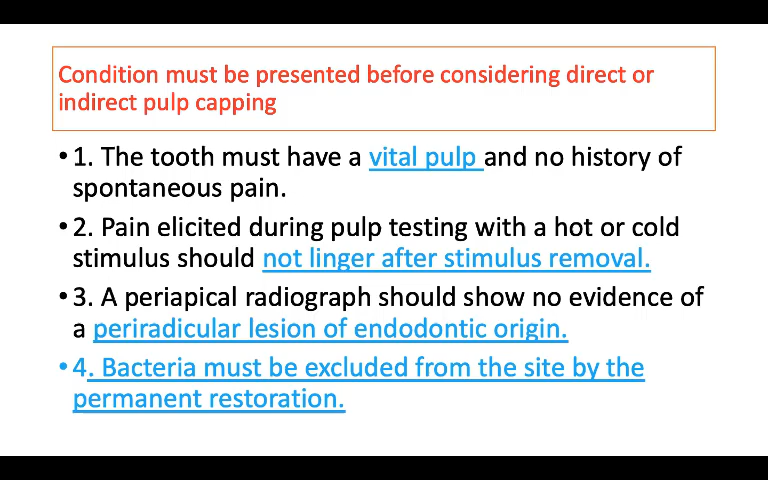 Condition must be presented before considering direct or
indirect pulp capping
• 1. The tooth must have a vital pulp and no history of
spontaneous pain.
• 2. Pain elicited during pulp testing with a hot or cold
stimulus should not linger after stimulus removal.
• 3. A periapical radiograph should show no evidence of
a periradicular lesion of endodontic origin.
• 4. Bacteria must be excluded from the site by the
permanent restoration.